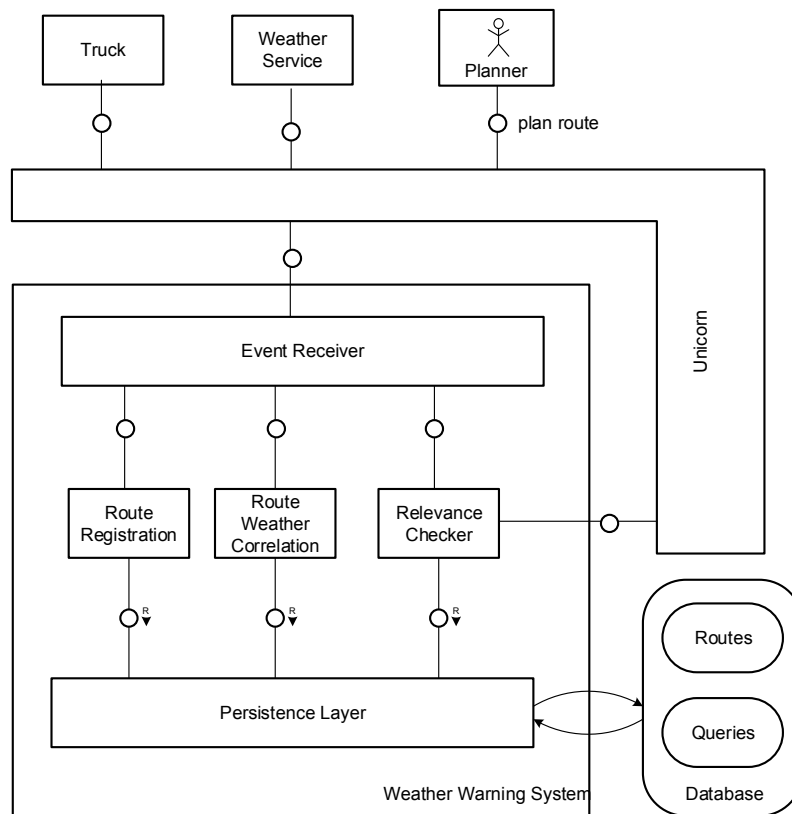 Truck
Weather
Service
Planner
plan route
Unicorn
Event Receiver
Route
Registration
Route
Weather
Correlation
Relevance
Checker
R
R
R
Routes
Persistence Layer
Queries
Weather Warning System
Database